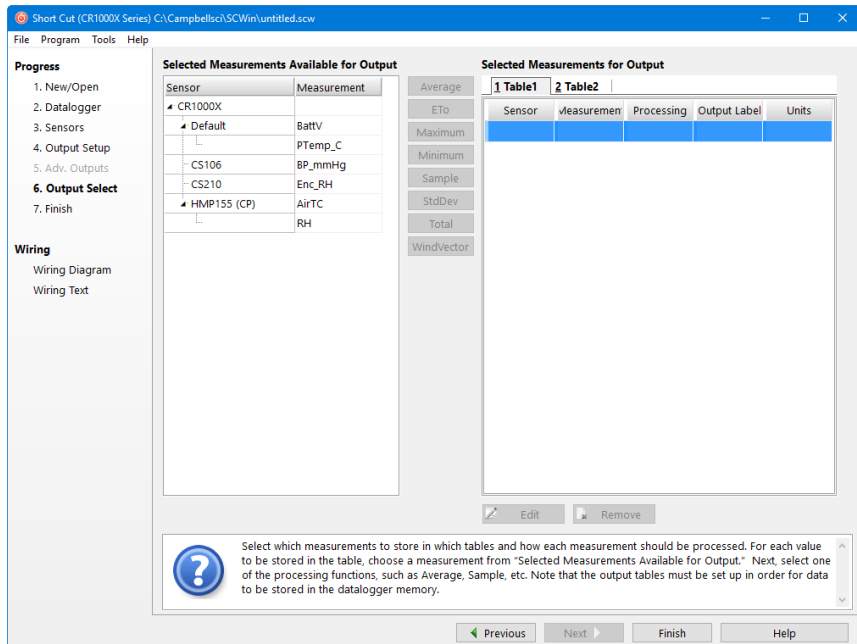 Short Cut (CR1000X Series) C:\Campbellsci\SCWin\untitled.scw
File Program Tools Help
Progress
1. New/Open
2. Datalogger
3. Sensors
4. Output Setup
5. Adv. Outputs
6. Output Select
7. Finish
Wiring
Wiring Diagram
Wiring Text
Selected Measurements Available for Output
Sensor Measurement
CR1000X
Default BattV
PTemp_C
CS106 BP_mmHg
CS210 Enc_RH
HMP155 (CP) AirTC
RH
Average
ETo
Maximum
Minimum
Sample
StdDev
Total
WindVector
Selected Measurements for Output
1 Table1 2 Table2
Sensor Measurement Processing Output Label Units
Edit Remove
Select which measurements to store in which tables and how each measurement should be processed. For each value
to be stored in the table, choose a measurement from "Selected Measurements Available for Output." Next, select one
of the processing functions, such as Average, Sample, etc. Note that the output tables must be set up in order for data
to be stored in the datalogger memory.
Previous Next Finish Help